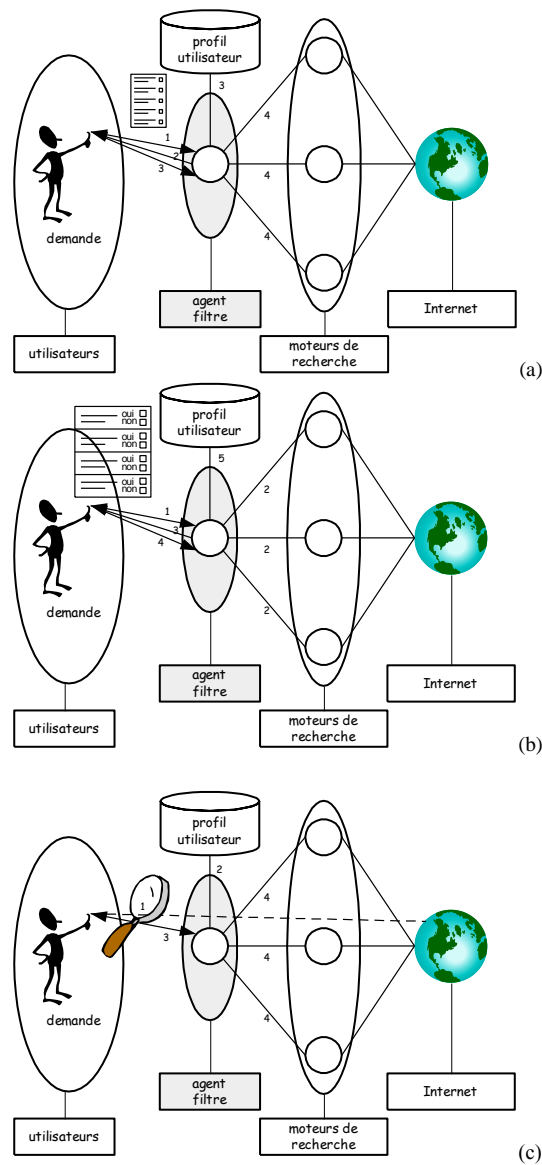 profil
utilisateur
3
4
1
2
3
4
4
demande
agent
filtre
Internet
utilisateurs
moteurs de
recherche
(a)
profil
utilisateur
oui
non
oui
non
oui
non
oui
non
5
2
1
3
4
2
2
demande
agent
filtre
Internet
utilisateurs
moteurs de
recherche
(b)
profil
utilisateur
2
4
1
3
4
4
demande
agent
filtre
Internet
utilisateurs
moteurs de
recherche
(c)